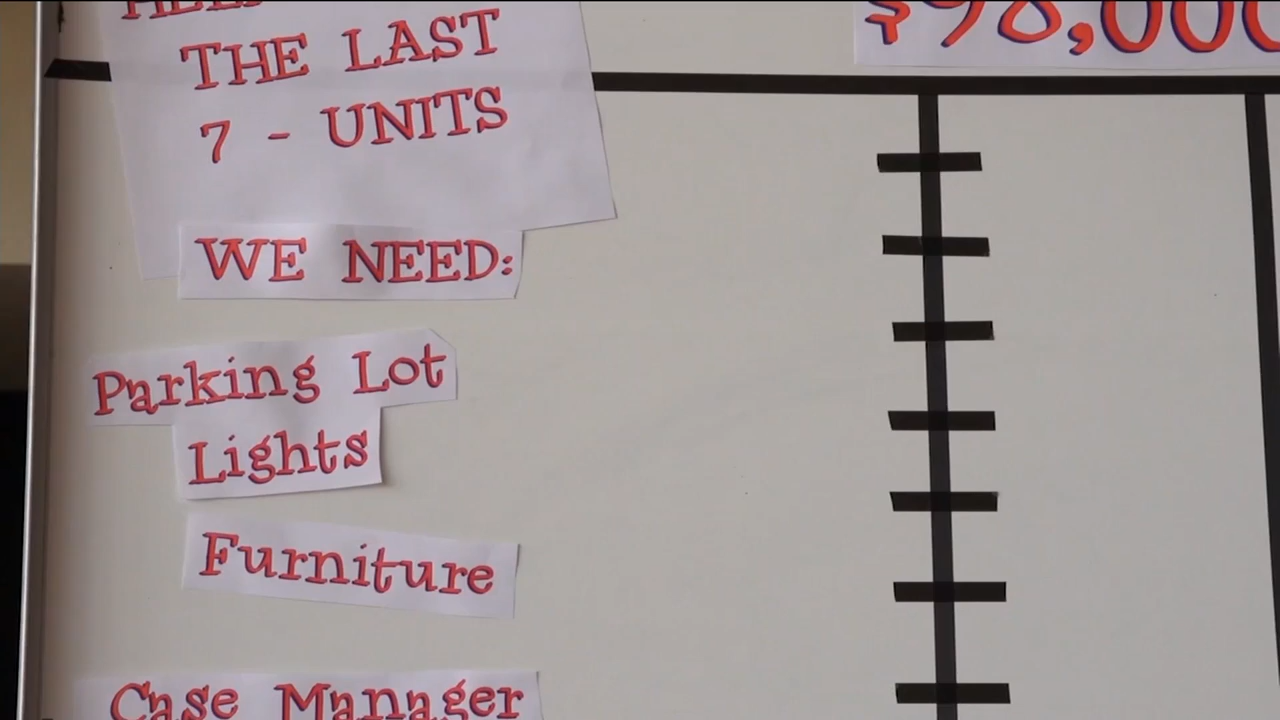 THE LAST
7 - UNITS
WE NEED:
Parking Lot
Lights
Furniture
Case Manager